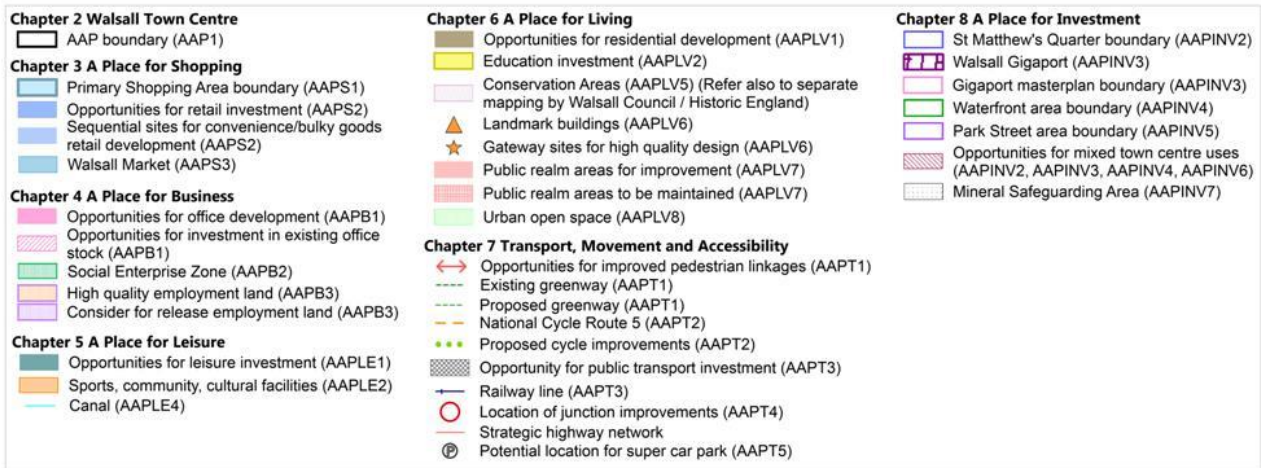 Chapter 2 Walsall Town Centre
AAP boundary (AAP1)
Chapter 3 A Place for Shopping
Primary Shopping Area boundary (AAPS1)
Opportunities for retail investment (AAPS2)
Sequential sites for convenience/bulky goods
retail development (AAPS2)
Walsall Market (AAPS3)
Chapter 4 A Place for Business
Opportunities for office development (AAPB1)
Opportunities for investment in existing office
stock (AAPB1)
Social Enterprise Zone (AAPB2)
High quality employment land (AAPB3)
Consider for release employment land (AAPB3)
Chapter 5 A Place for Leisure
Opportunities for leisure investment (AAPLE1)
Sports, community, cultural facilities (AAPLE2)
Canal (AAPLE4)
Chapter 6 A Place for Living
Opportunities for residential development (AAPLV1)
Education investment (AAPLV2)
Conservation Areas (AAPLV5) (Refer also to separate
mapping by Walsall Council / Historic England)
Landmark buildings (AAPLV6)
Gateway sites for high quality design (AAPLV6)
Public realm areas for improvement (AAPLV7)
Public realm areas to be maintained (AAPLV7)
Urban open space (AAPLV8)
Chapter 7 Transport, Movement and Accessibility
Opportunities for improved pedestrian linkages (AAPT1)
Existing greenway (AAPT1)
Proposed greenway (AAPT1)
National Cycle Route 5 (AAPT2)
Proposed cycle improvements (AAPT2)
Opportunity for public transport investment (AAPT3)
Railway line (AAPT3)
Location of junction improvements (AAPT4)
Strategic highway network
P Potential location for super car park (AAPT5)
Chapter 8 A Place for Investment
St Matthew's Quarter boundary (AAPINV2)
Walsall Gigaport (AAPINV3)
Gigaport masterplan boundary (AAPINV3)
Waterfront area boundary (AAPINV4)
Park Street area boundary (AAPINV5)
Opportunities for mixed town centre uses
(AAPINV2, AAPINV3, AAPINV4, AAPINV6)
Mineral Safeguarding Area (AAPINV7)